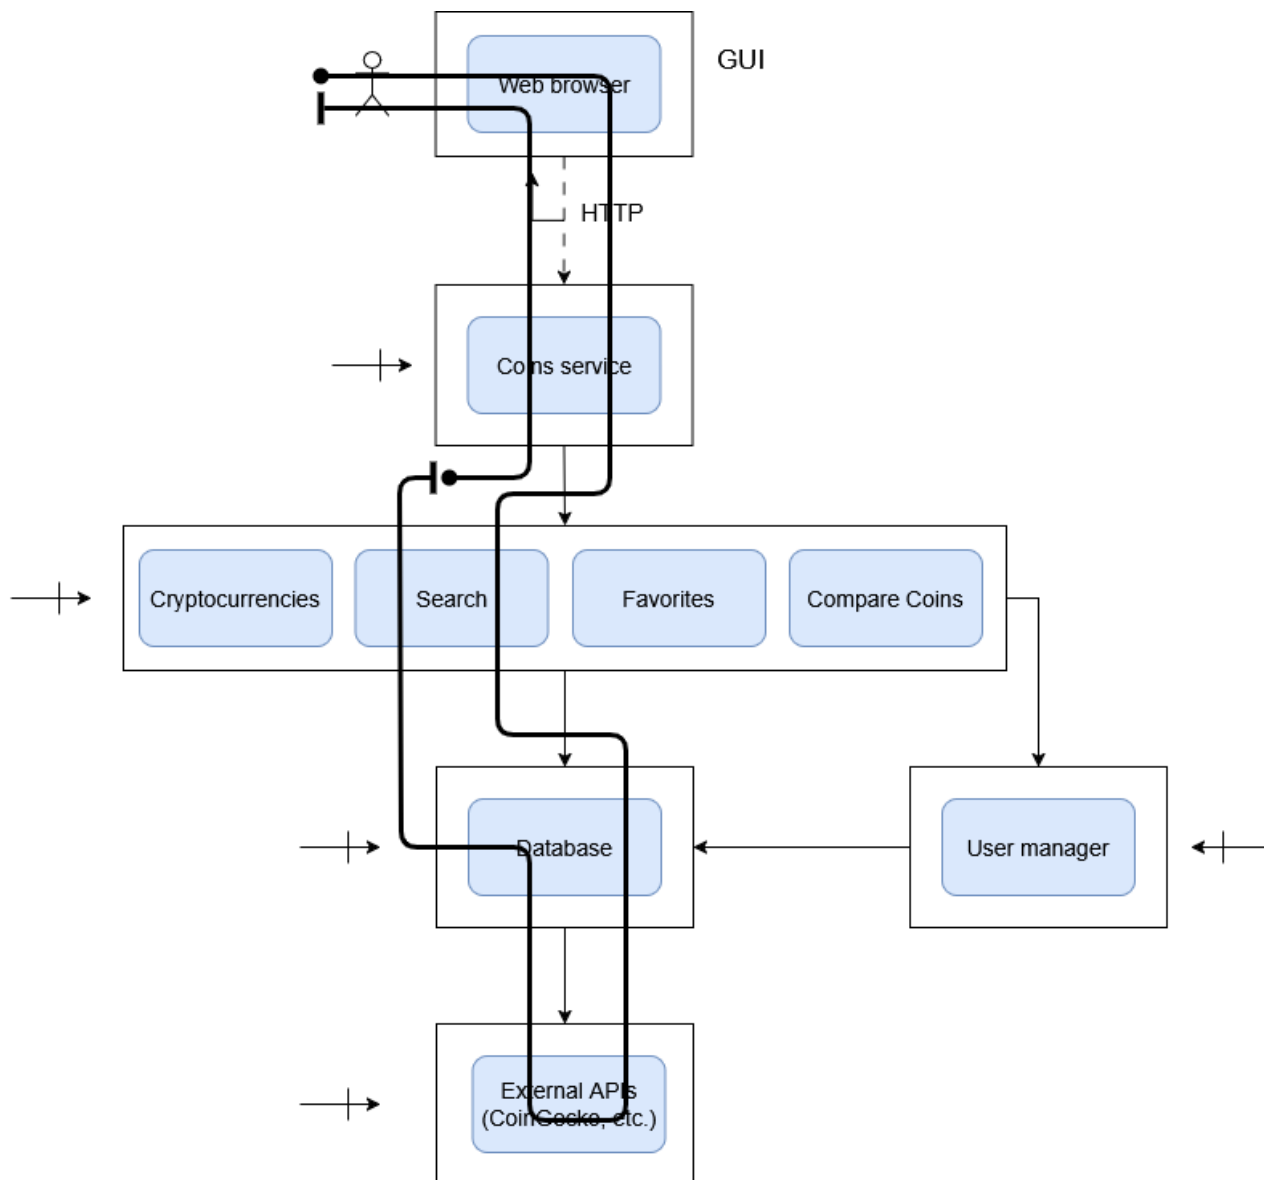 GUI
Web browser
HTTP
Coins service
Cryptocurrencies
Search
Favorites
Compare Coins
Database
User manager
External APIs
(CoinGecko, etc.)